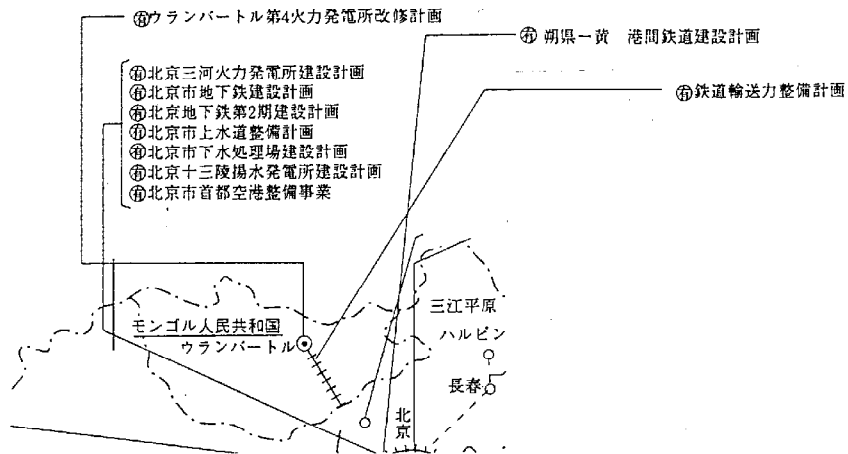 ㊒ウランバートル第4火力発電所改修計画
㊒朔県一黄 港間鉄道建設計画
㊒鉄道輸送力整備計画
㊒北京三河火力発電所建設計画
㊒北京市地下鉄建設計画
㊒北京地下鉄第2期建設計画
㊒北京市上水道整備計画
㊒北京市下水処理場建設計画
㊒北京十三陵揚水発電所建設計画
㊒北京市首都空港整備事業
モンゴル人民共和国
ウランバートル
三江平原
ハルビン
長春
北京